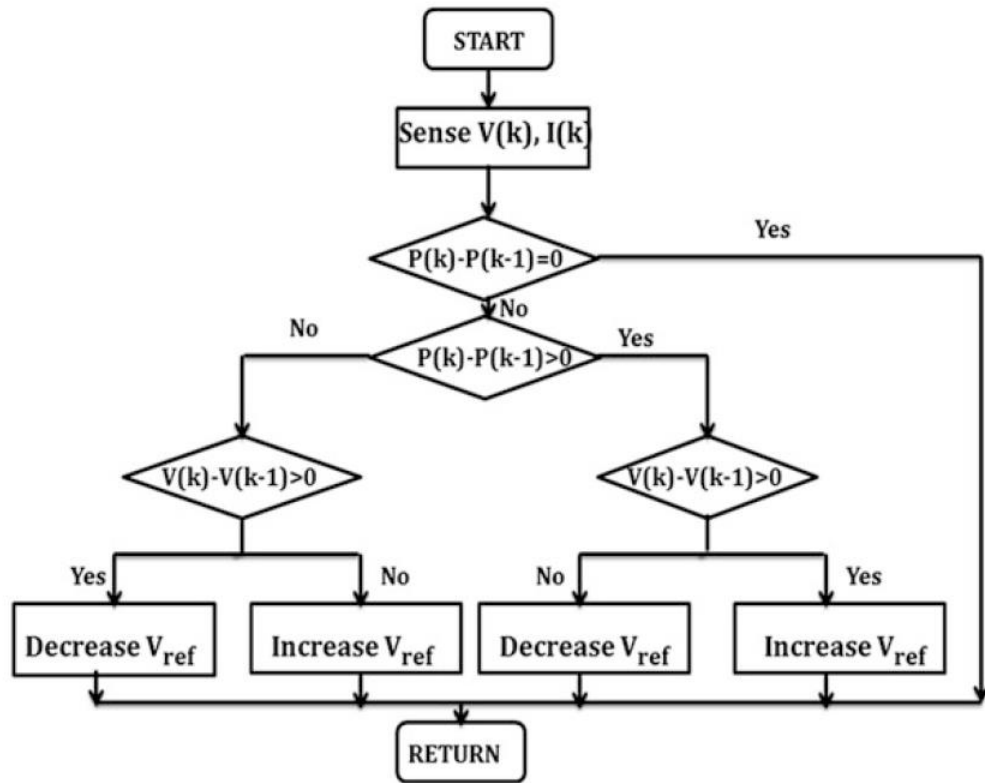 START
Sense V(k), I(k)
Yes
P(k)-P(k-1)=0
No
No
P(k)-P(k-1)>0
Yes
V(k)-V(k-1)>0
V(k)-V(k-1)>0
Yes
No
No
Yes
Decrease Vref
Increase Vref
Decrease Vref
Increase Vref
RETURN